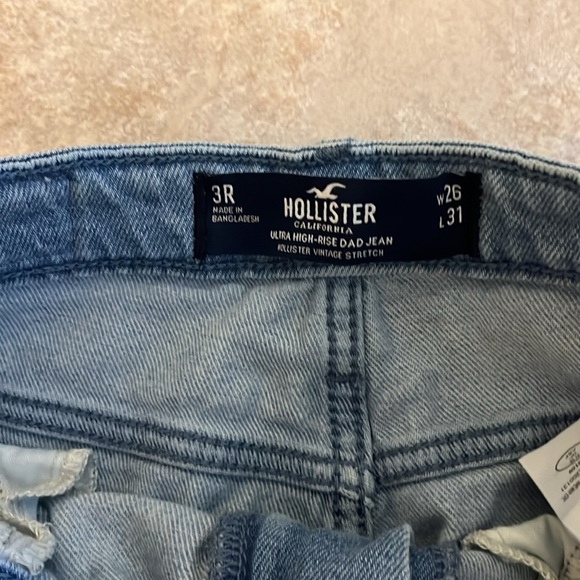 3R
MADE IN
BANGLADESH
HOLLISTER
CALIFORNIA
ULTRA HIGH-RISE DAD JEAN
HOLLISTER VINTAGE STRETCH
W26
L31